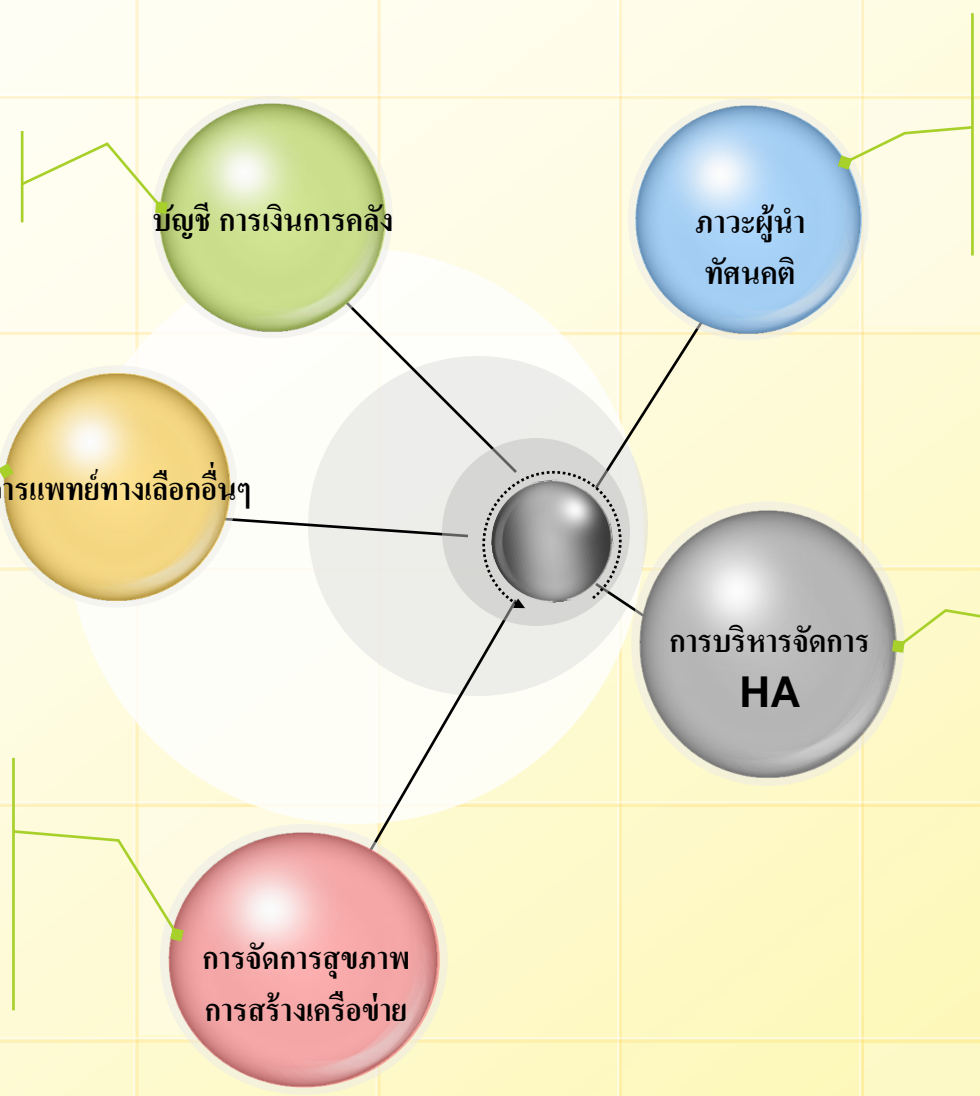 บัญชี การเงินการคลัง
ภาวะผู้นำ
ทัศนคติ
การแพทย์ทางเลือกอื่นๆ
การบริหารจัดการ
HA
การจัดการสุขภาพ
การสร้างเครือข่าย